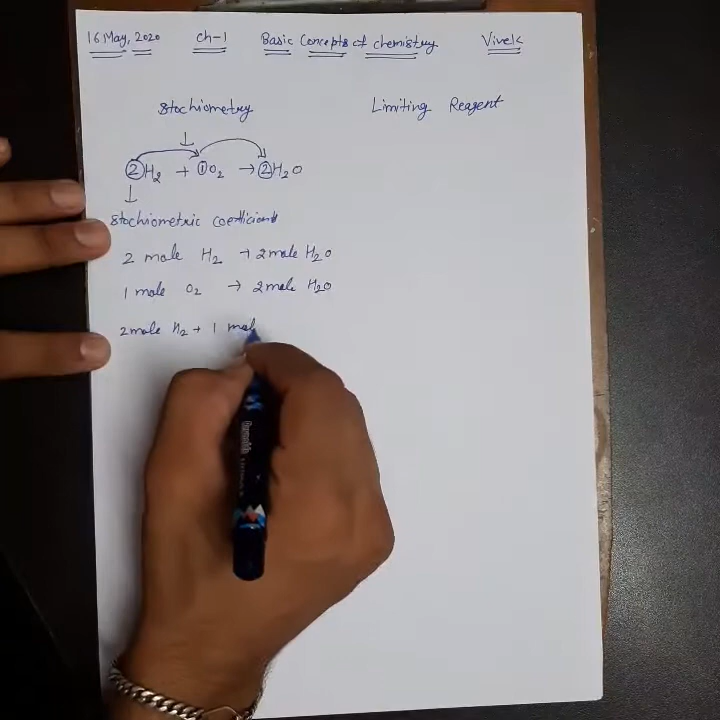 16 May, 2020 Ch-1 Basic Concepts of chemistry Vivek
Stochiometry Limiting Reagent
↓
2H₂ + 1O₂ → 2H₂O
↓
Stochiometric coefficient
2 mole H₂ → 2 mole H₂O
1 mole O₂ → 2 mole H₂O
2 mole H₂ + 1 mol